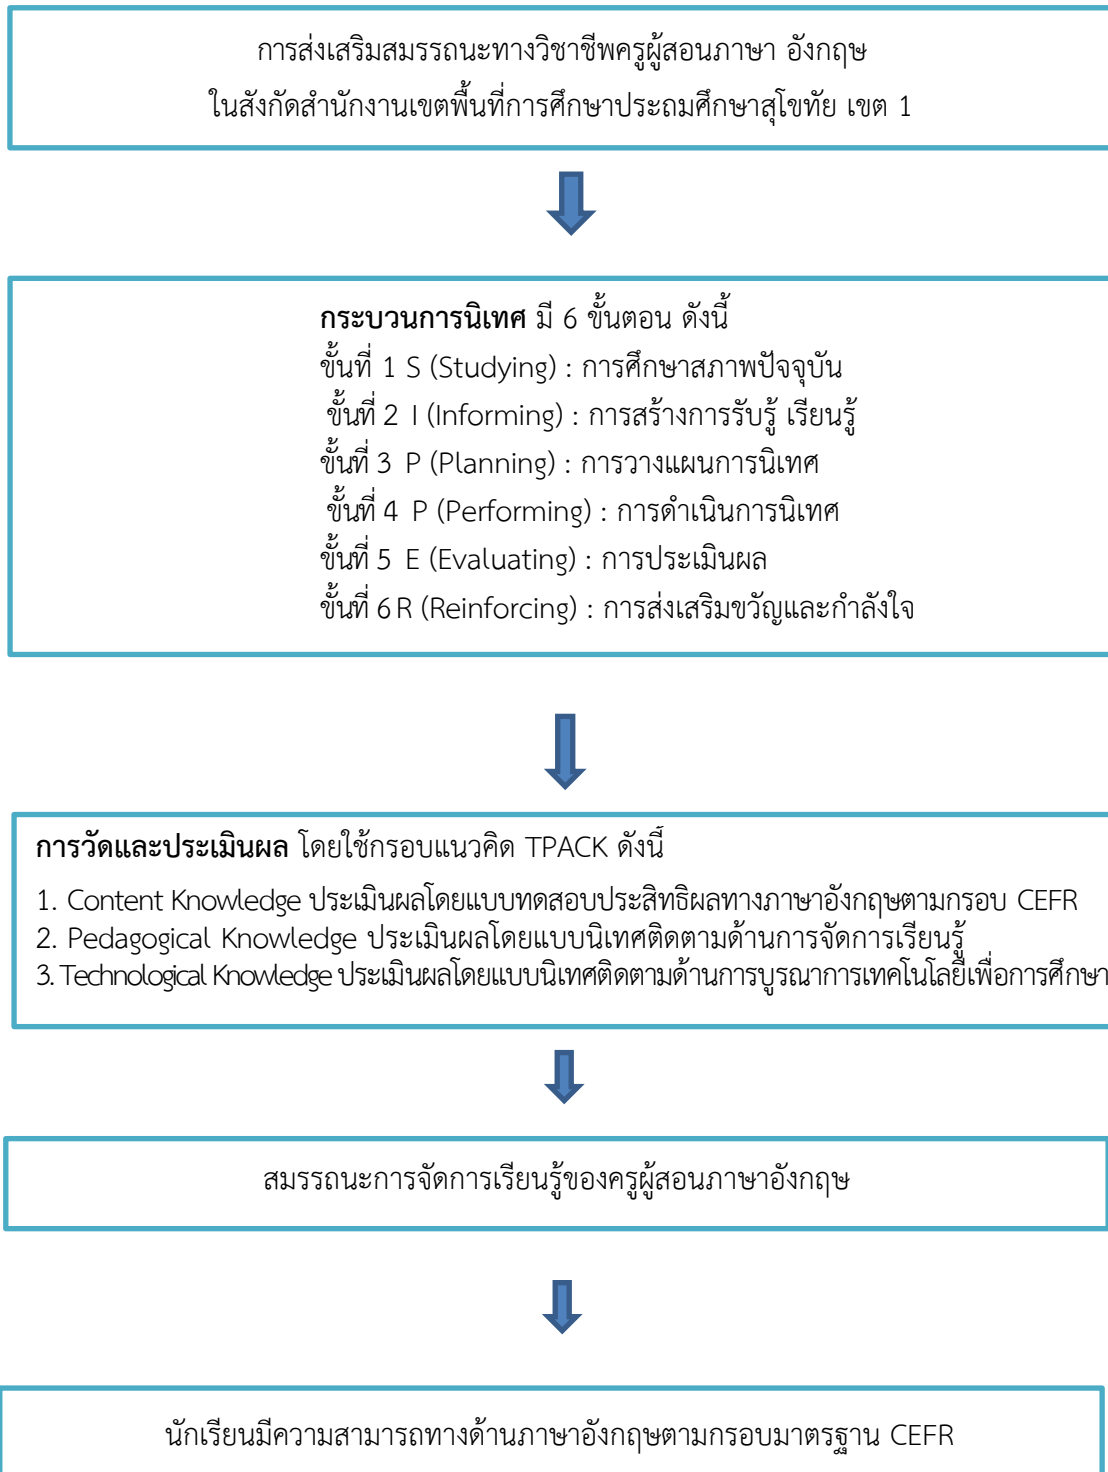 การส่งเสริมสมรรถนะทางวิชาชีพครูผู้สอนภาษา อังกฤษ
ในสังกัดสำนักงานเขตพื้นที่การศึกษาประถมศึกษาสุโขทัย เขต 1
กระบวนการนิเทศ มี 6 ขั้นตอน ดังนี้
ขั้นที่ 1 S (Studying) : การศึกษาสภาพปัจจุบัน
ขั้นที่ 2 I (Informing) : การสร้างการรับรู้ เรียนรู้
ขั้นที่ 3 P (Planning) : การวางแผนการนิเทศ
ขั้นที่ 4 P (Performing) : การดำเนินการนิเทศ
ขั้นที่ 5 E (Evaluating) : การประเมินผล
ขั้นที่ 6 R (Reinforcing) : การส่งเสริมขวัญและกำลังใจ
การวัดและประเมินผล โดยใช้กรอบแนวคิด TPACK ดังนี้
1. Content Knowledge ประเมินผลโดยแบบทดสอบประสิทธิผลทางภาษาอังกฤษตามกรอบ CEFR
2. Pedagogical Knowledge ประเมินผลโดยแบบนิเทศติดตามด้านการจัดการเรียนรู้
3. Technological Knowledge ประเมินผลโดยแบบนิเทศติดตามด้านการบูรณาการเทคโนโลยีเพื่อการศึกษา
สมรรถนะการจัดการเรียนรู้ของครูผู้สอนภาษาอังกฤษ
นักเรียนมีความสามารถทางด้านภาษาอังกฤษตามกรอบมาตรฐาน CEFR